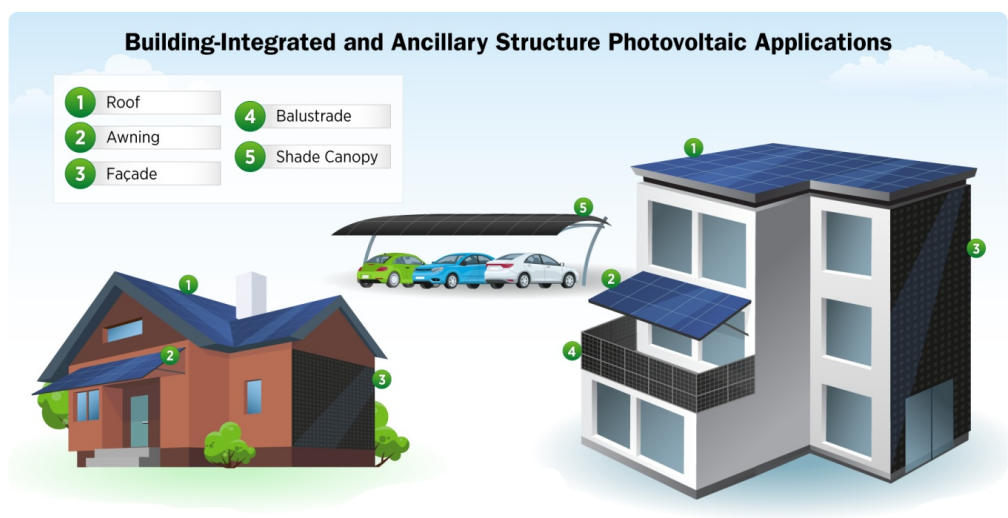 Building-Integrated and Ancillary Structure Photovoltaic Applications
1 Roof
2 Awning
3 Façade
4 Balustrade
5 Shade Canopy
1
5
3
2
4
1
2
3